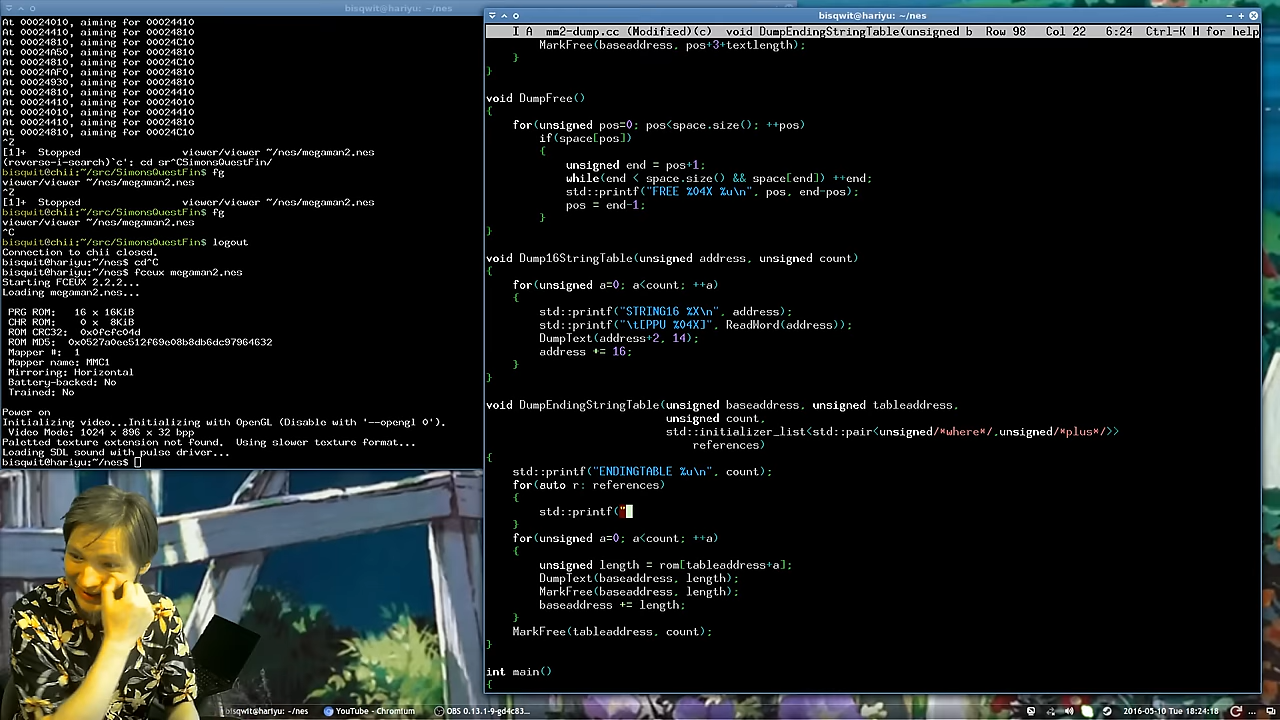 bisqwit@hariyu: ~/nes
At 00024010, aiming for 00024410
At 00024410, aiming for 00024810
At 00024810, aiming for 00024C10
At 00024A50, aiming for 00024810
At 00024810, aiming for 00024C10
At 00024AF0, aiming for 00024810
At 00024930, aiming for 00024810
At 00024810, aiming for 00024410
At 00024410, aiming for 00024010
At 00024010, aiming for 00024410
At 00024410, aiming for 00024810
At 00024810, aiming for 00024C10
^Z
[1]+  Stopped                 viewer/viewer ~/nes/megaman2.nes
(reverse-i-search)`c': cd sr^CSimonsQuestFin/
bisqwit@chii:~/src/SimonsQuestFin$ fg
viewer/viewer ~/nes/megaman2.nes
^Z
[1]+  Stopped                 viewer/viewer ~/nes/megaman2.nes
bisqwit@chii:~/src/SimonsQuestFin$ fg
viewer/viewer ~/nes/megaman2.nes
^C
bisqwit@chii:~/src/SimonsQuestFin$ logout
Connection to chii closed.
bisqwit@hariyu:~/nes$ cd^C
bisqwit@hariyu:~/nes$ fceux megaman2.nes
Starting FCEUX 2.2.2...
Loading megaman2.nes...
PRG ROM:   16 x 16KiB
CHR ROM:    0 x  8KiB
ROM CRC32:  0x0fcfc04d
ROM MD5:  0x0527a0ee512f69e08b8db6dc97964632
Mapper #:  1
Mapper name: MMC1
Mirroring: Horizontal
Battery-backed: No
Trained: No
Power on
Initializing video...Initializing with OpenGL (Disable with '--opengl 0').
Video Mode: 1024 x 896 x 32 bpp
Paletted texture extension not found.  Using slower texture format...
Loading SDL sound with pulse driver...
bisqwit@hariyu:~/nes$
bisqwit@hariyu: ~/nes
I A  mm2-dump.cc (Modified)(c)  void DumpEndingStringTable(unsigned b  Row 98   Col 22   6:24  Ctrl-K H for help
MarkFree(baseaddress, pos+3+textlength);
}
}
void DumpFree()
{
for(unsigned pos=0; pos<space.size(); ++pos)
if(space[pos])
{
unsigned end = pos+1;
while(end < space.size() && space[end]) ++end;
std::printf("FREE %04X %u\n", pos, end-pos);
pos = end-1;
}
}
void Dump16StringTable(unsigned address, unsigned count)
{
for(unsigned a=0; a<count; ++a)
{
std::printf("STRING16 %X\n", address);
std::printf("\t[PPU %04X]", ReadWord(address));
DumpText(address+2, 14);
address += 16;
}
}
void DumpEndingStringTable(unsigned baseaddress, unsigned tableaddress,
unsigned count,
std::initializer_list<std::pair<unsigned/*where*/,unsigned/*plus*/>>
references)
{
std::printf("ENDINGTABLE %u\n", count);
for(auto r: references)
{
std::printf("
}
for(unsigned a=0; a<count; ++a)
{
unsigned length = rom[tableaddress+a];
DumpText(baseaddress, length);
MarkFree(baseaddress, length);
baseaddress += length;
}
MarkFree(tableaddress, count);
}
int main()
{
bisqwit@hariyu: ~/nes
YouTube - Chromium
OBS 0.13.1-9-gd4c83...
2016-05-10 Tue 18:24:18